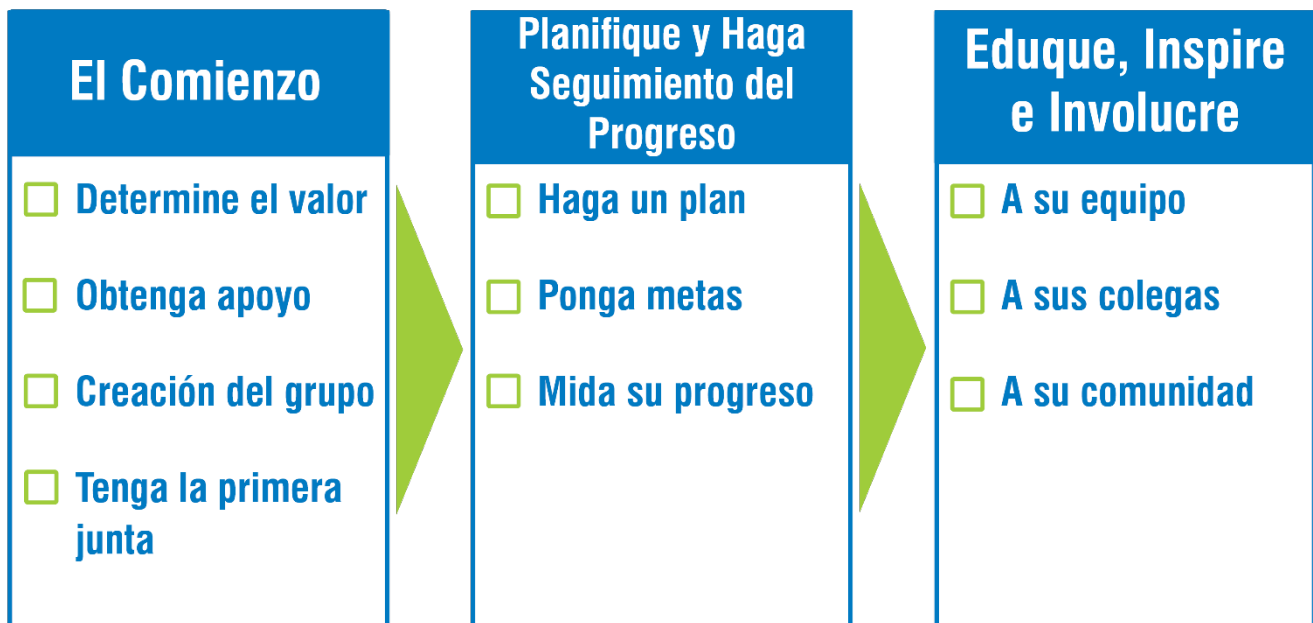 El Comienzo
Determine el valor
Obtenga apoyo
Creación del grupo
Tenga la primera
junta
Planifique y Haga
Seguimiento del
Progreso
Haga un plan
Ponga metas
Mida su progreso
Eduque, Inspire
e Involucre
A su equipo
A sus colegas
A su comunidad